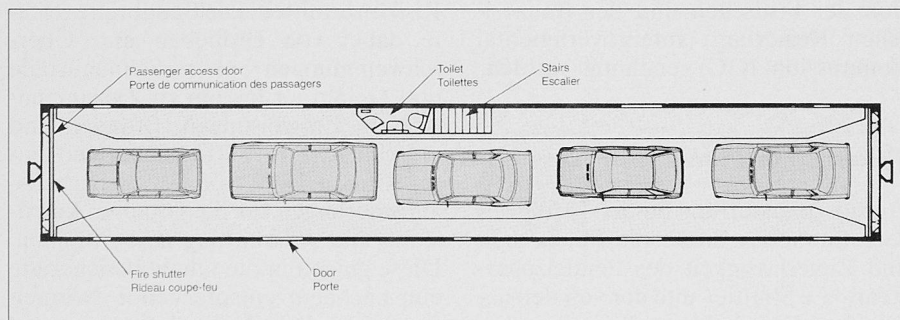 Passenger access door
Porte de communication des passagers
Toilet
Toilettes
Stairs
Escalier
Fire shutter
Rideau coupe-feu
Door
Porte